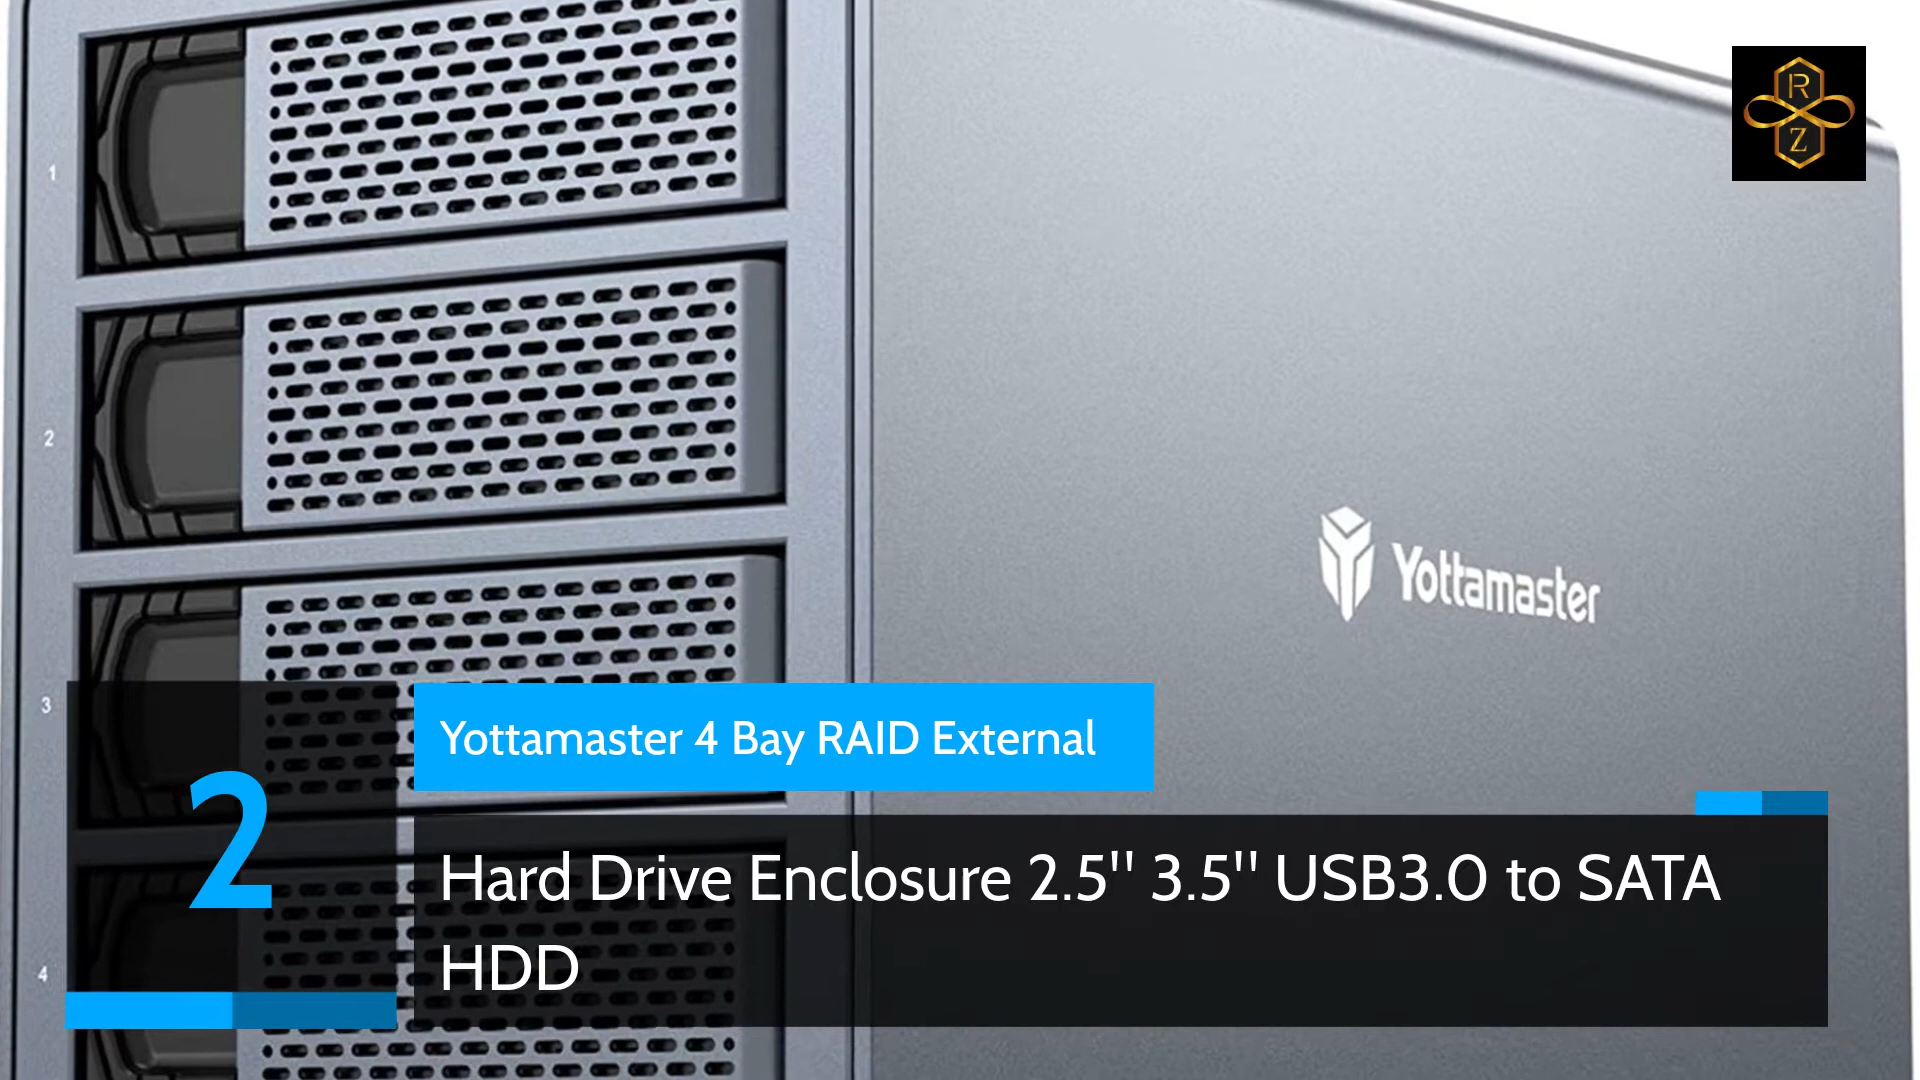 R
Z
1
2
3
4
Yottamaster
2
Yottamaster 4 Bay RAID External
Hard Drive Enclosure 2.5" 3.5" USB3.0 to SATA
HDD